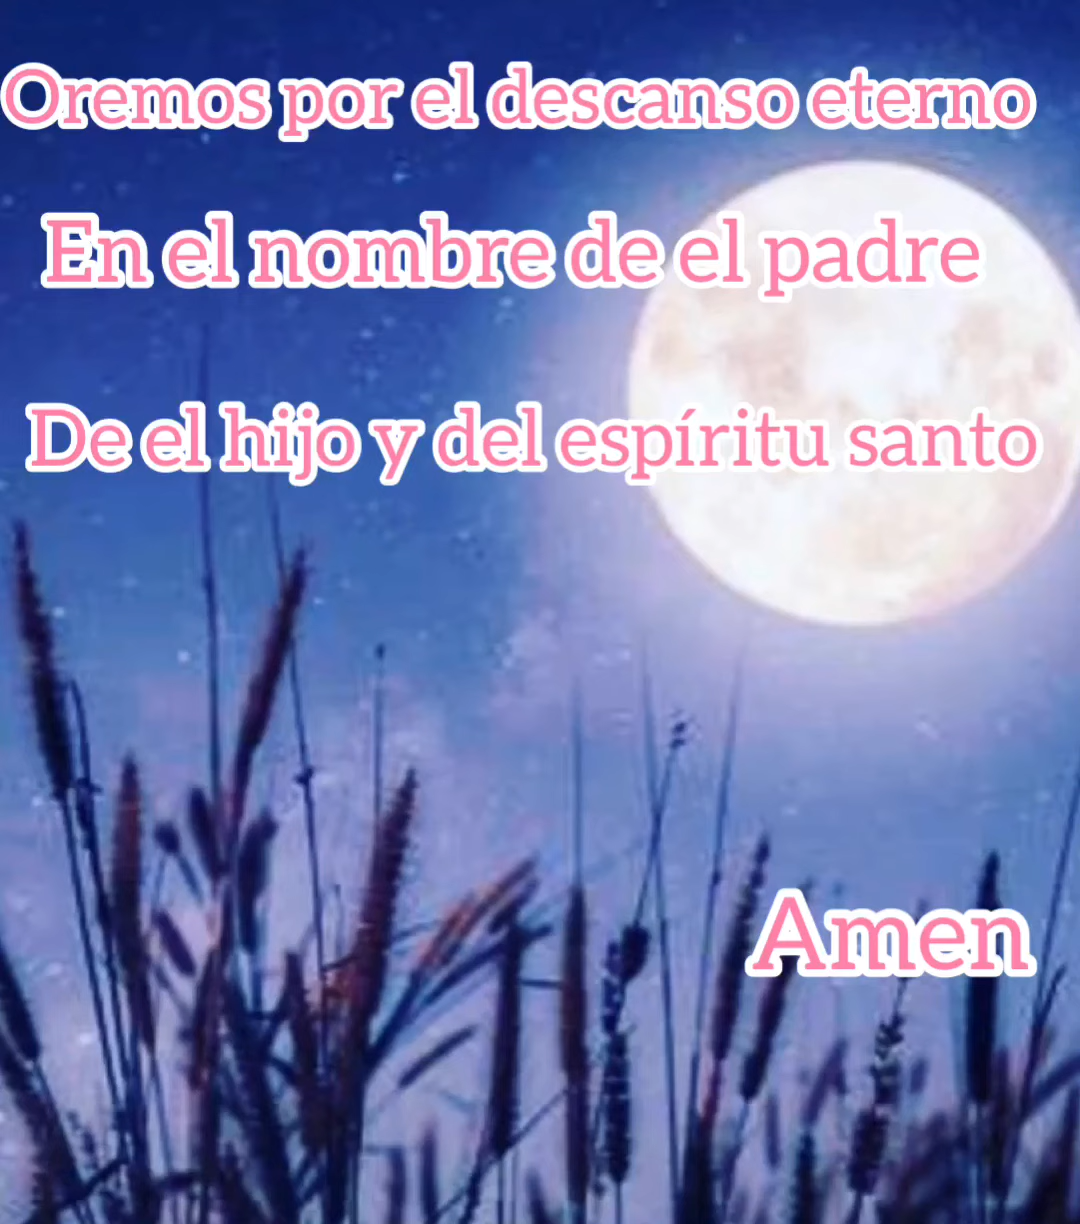 Oremos por el descanso eterno
En el nombre de el padre
De el hijo y del espíritu santo
Amen